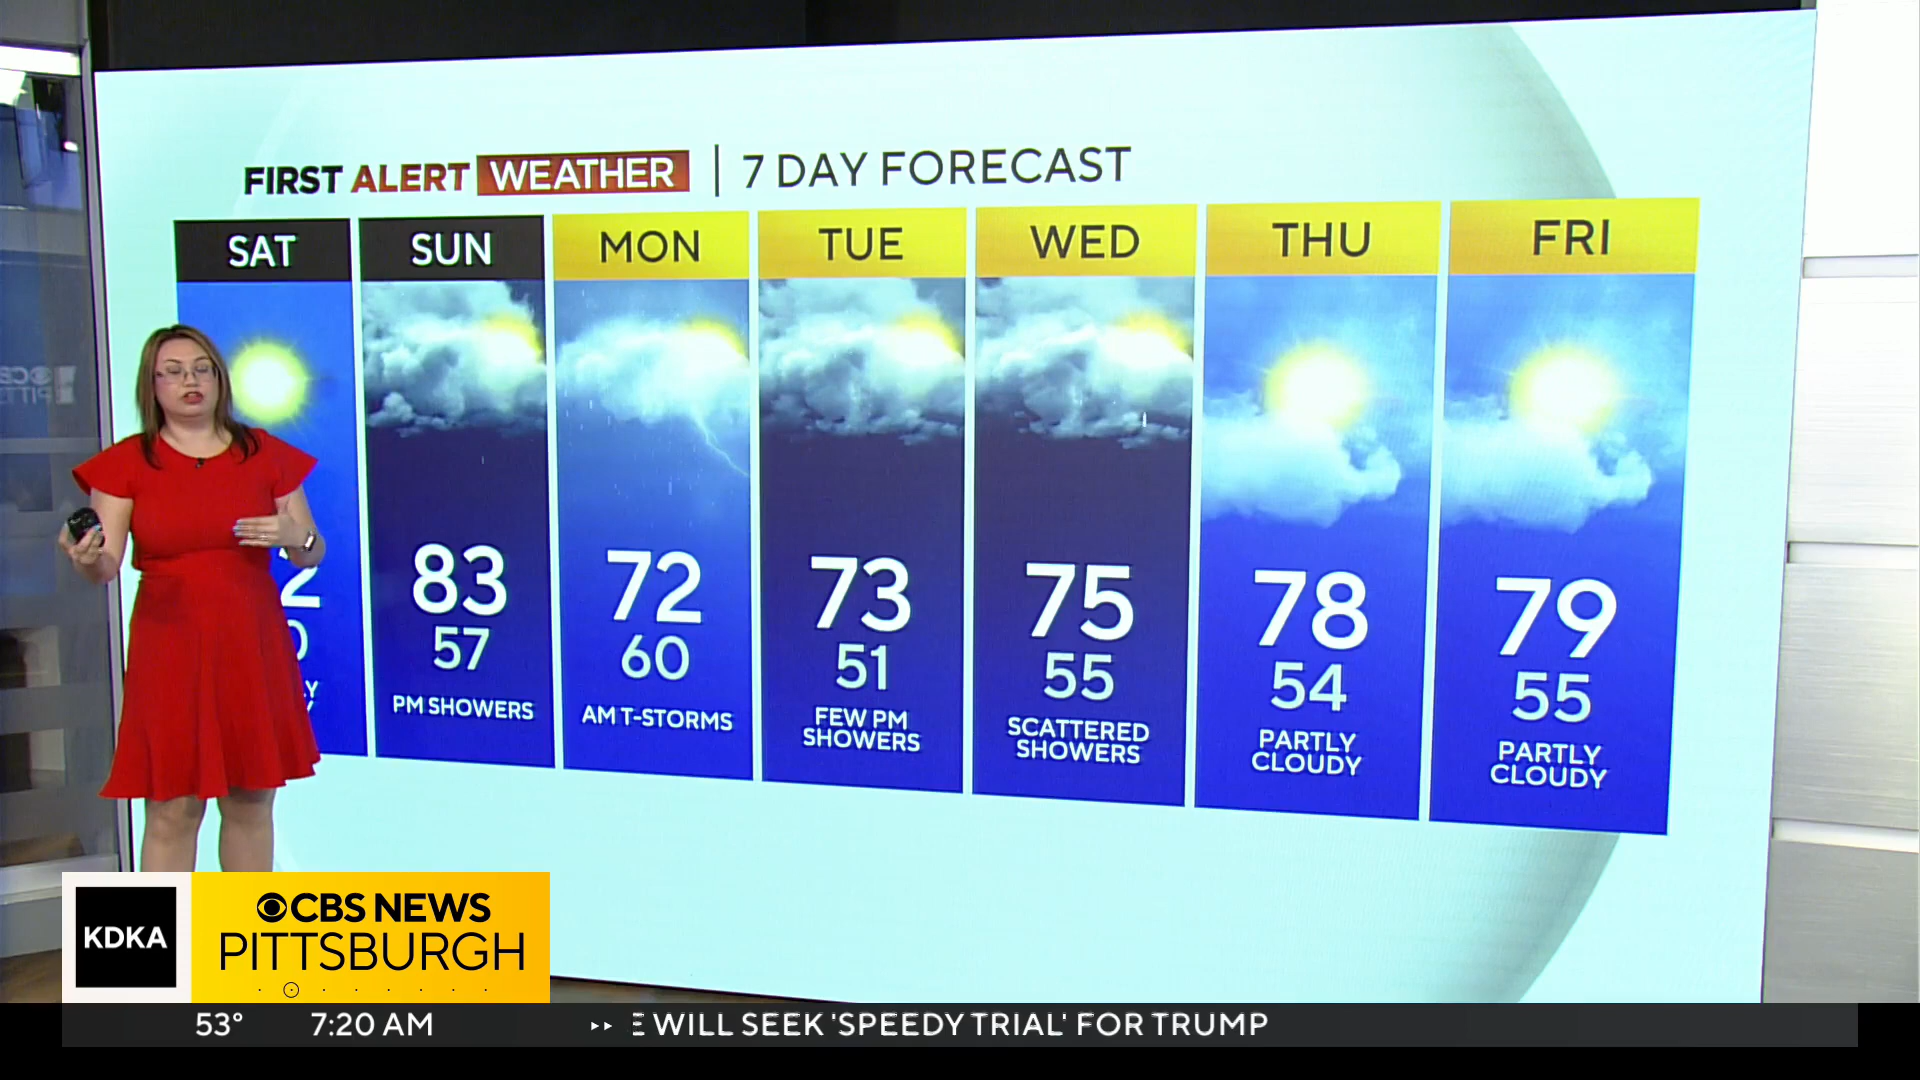 FIRST ALERT WEATHER | 7 DAY FORECAST
SAT SUN MON TUE WED THU FRI
83 72 73 75 78 79
57 60 51 55 54 55
PM SHOWERS
AM T-STORMS
FEW PM
SHOWERS
SCATTERED
SHOWERS
PARTLY
CLOUDY
PARTLY
CLOUDY
KDKA
CBS NEWS
PITTSBURGH
53° 7:20 AM WILL SEEK 'SPEEDY TRIAL' FOR TRUMP